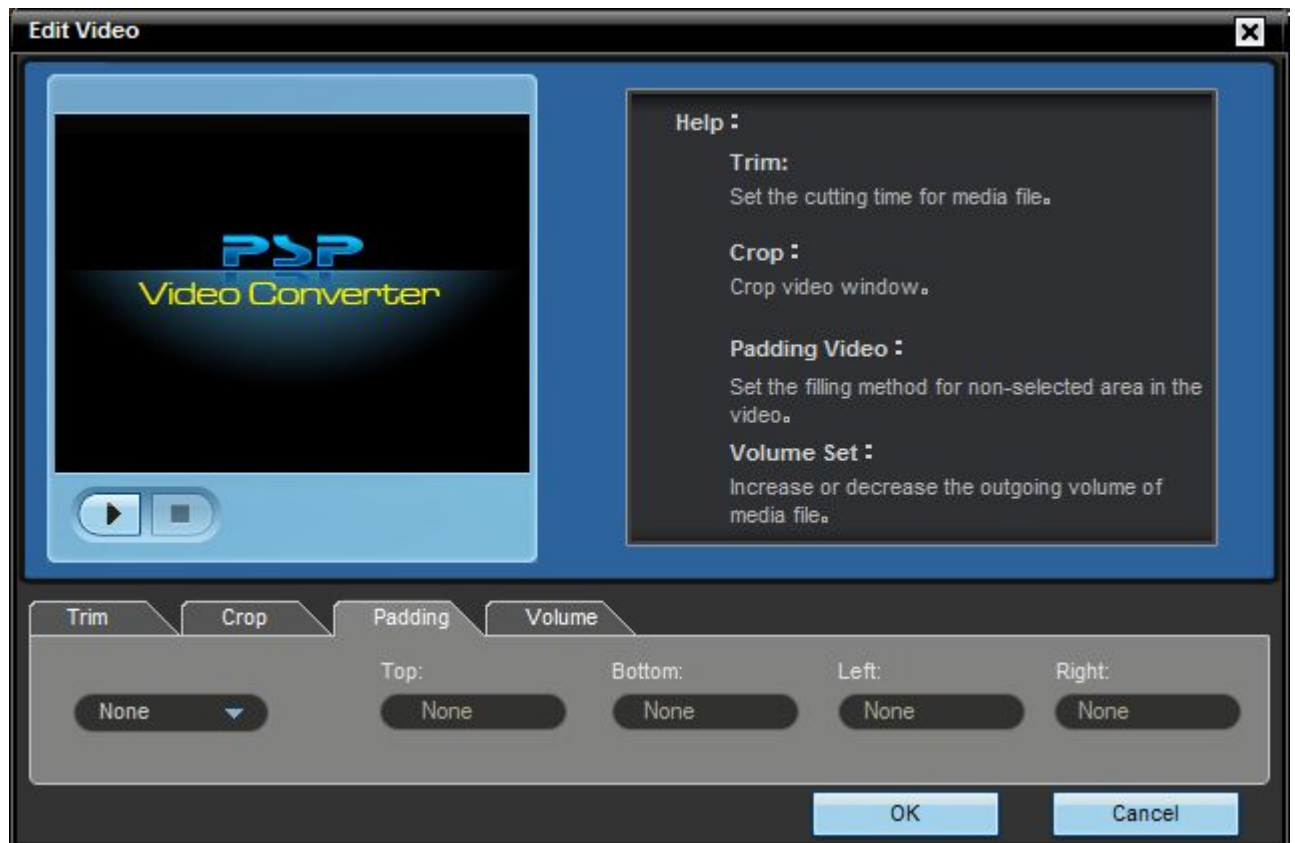 Edit Video
PSP
Video Converter
Help：
Trim:
Set the cutting time for media file。
Crop：
Crop video window。
Padding Video：
Set the filling method for non-selected area in the
video。
Volume Set：
Increase or decrease the outgoing volume of
media file。
Trim Crop Padding Volume
Top: Bottom: Left: Right:
None None None None None
OK Cancel